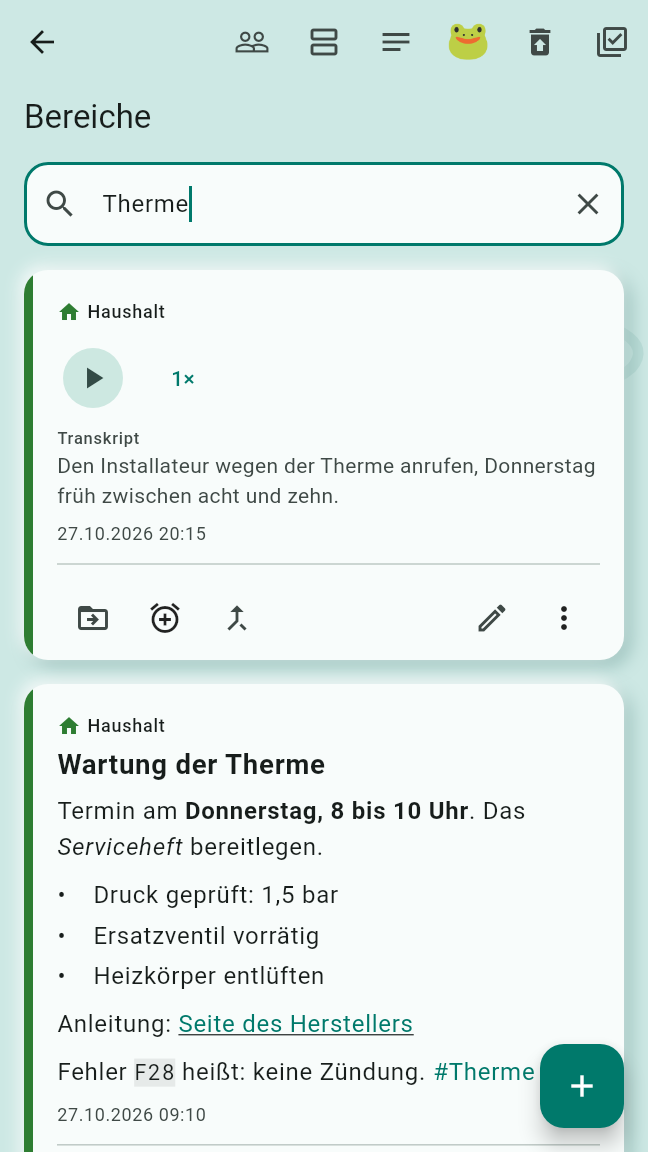 Bereiche
Therme
Haushalt
1×
Transkript
Den Installateur wegen der Therme anrufen, Donnerstag
früh zwischen acht und zehn.
27.10.2026 20:15
Haushalt
Wartung der Therme
Termin am Donnerstag, 8 bis 10 Uhr. Das
Serviceheft bereitlegen.
• Druck geprüft: 1,5 bar
• Ersatzventil vorrätig
• Heizkörper entlüften
Anleitung: Seite des Herstellers
Fehler F28 heißt: keine Zündung. #Therme
27.10.2026 09:10